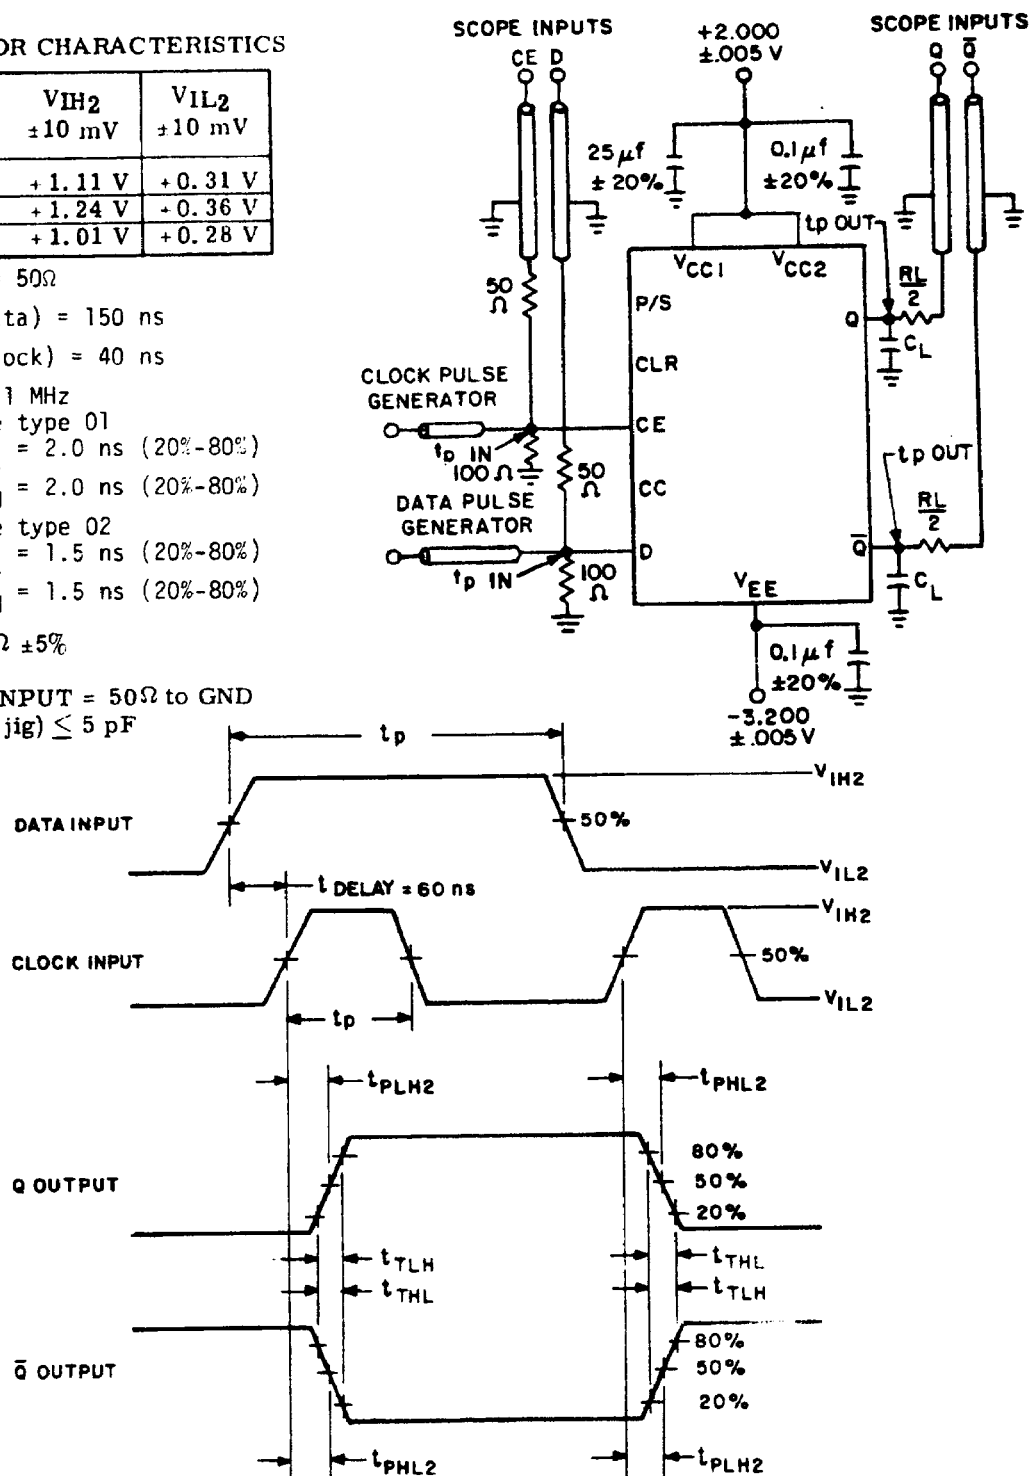 OR CHARACTERISTICS
VIH2 VIL2
±10 mV ±10 mV
+1.11 V +0.31 V
+1.24 V +0.36 V
+1.01 V +0.28 V
50Ω
ta) = 150 ns
ock) = 40 ns
1 MHz
e type 01
= 2.0 ns (20%-80%)
= 2.0 ns (20%-80%)
e type 02
= 1.5 ns (20%-80%)
= 1.5 ns (20%-80%)
Ω ±5%
NPUT = 50Ω to GND
jig) ≤ 5 pF
SCOPE INPUTS
CE D
+2.000
±.005 V
SCOPE INPUTS
Q Q̅
25 μf
±20%
0.1 μf
±20%
tp OUT
VCC1 VCC2
50
Ω
P/S
Q
RL/2
CL
CLR
CLOCK PULSE
GENERATOR
CE
tp IN
100 Ω
50
Ω
CC
tp OUT
DATA PULSE
GENERATOR
RL/2
D
Q̅
tp IN
100
Ω
VEE
CL
0.1 μf
±20%
-3.200
±.005 V
tp
VIH2
DATA INPUT
50%
VIL2
t DELAY = 60 ns
VIH2
CLOCK INPUT
50%
VIL2
tp
tPLH2
tPHL2
80%
Q OUTPUT
50%
20%
tTLH
tTHL
tTHL
tTLH
80%
Q̅ OUTPUT
50%
20%
tPHL2
tPLH2